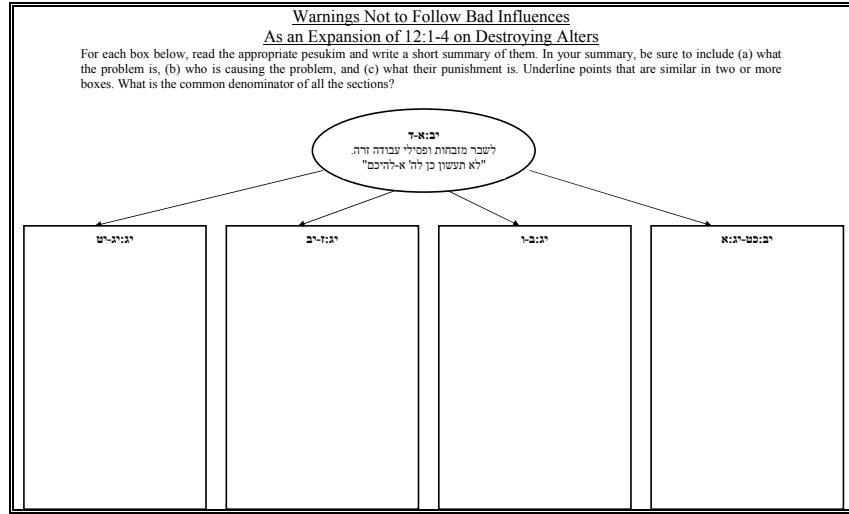 Warnings Not to Follow Bad Influences
As an Expansion of 12:1-4 on Destroying Alters
For each box below, read the appropriate pesukim and write a short summary of them. In your summary, be sure to include (a) what
the problem is, (b) who is causing the problem, and (c) what their punishment is. Underline points that are similar in two or more
boxes. What is the common denominator of all the sections?
יב:א-ד
לשבר מזבחות ופסילי עבודה זרה.
"לא תעשון כן לה' א-להיכם"
יב:כט-יג:א
יג:ב-ו
יג:ז-יב
יג:יג-יט